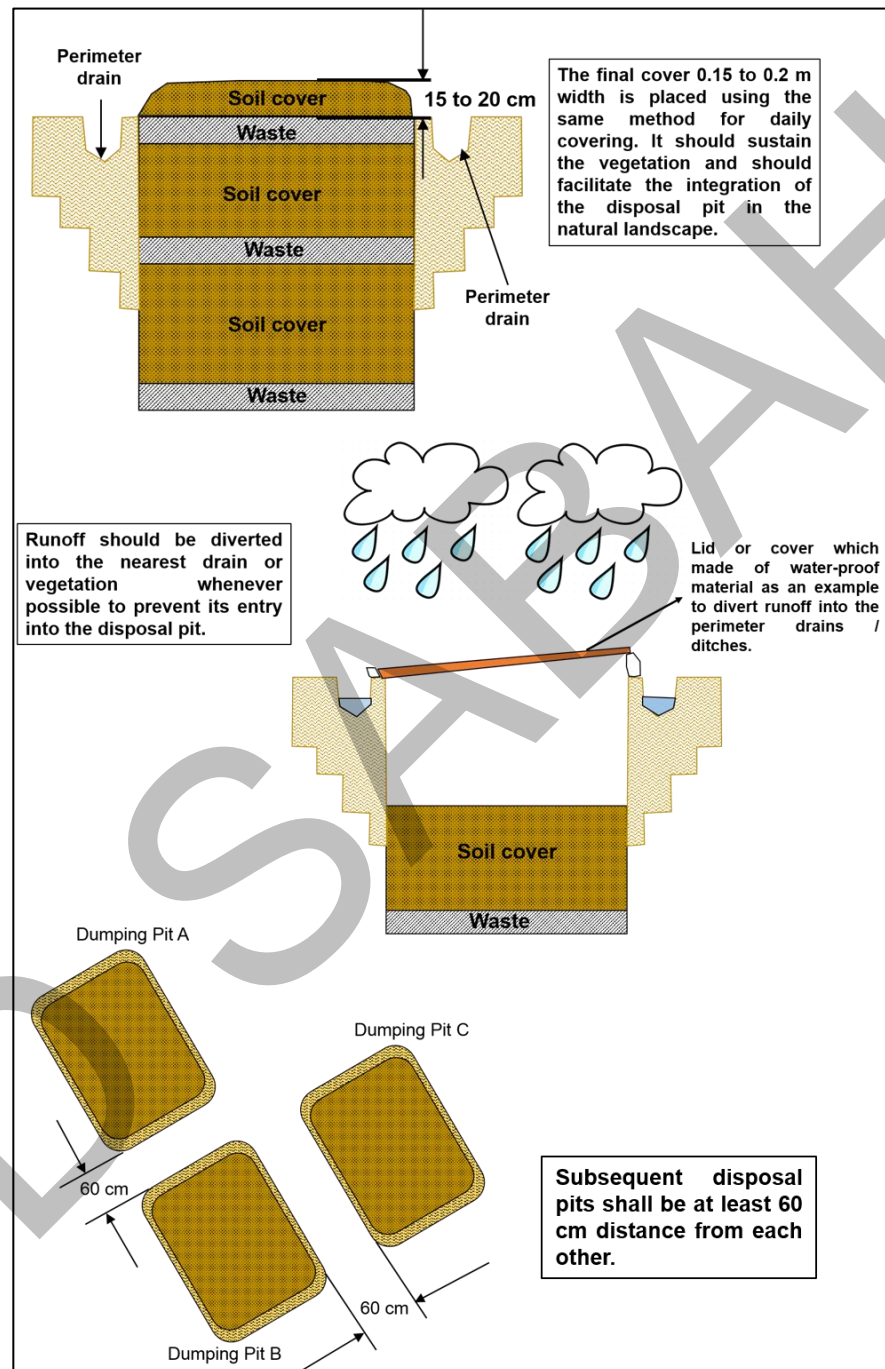 Perimeter
drain
Soil cover
15 to 20 cm
Waste
Soil cover
Waste
Soil cover
Waste
Perimeter
drain
The final cover 0.15 to 0.2 m
width is placed using the
same method for daily
covering. It should sustain
the vegetation and should
facilitate the integration of
the disposal pit in the
natural landscape.
Runoff should be diverted
into the nearest drain or
vegetation whenever
possible to prevent its entry
into the disposal pit.
Lid or cover which
made of water-proof
material as an example
to divert runoff into the
perimeter drains /
ditches.
Soil cover
Waste
Dumping Pit A
Dumping Pit C
60 cm
60 cm
Dumping Pit B
Subsequent disposal
pits shall be at least 60
cm distance from each
other.
D SABAH